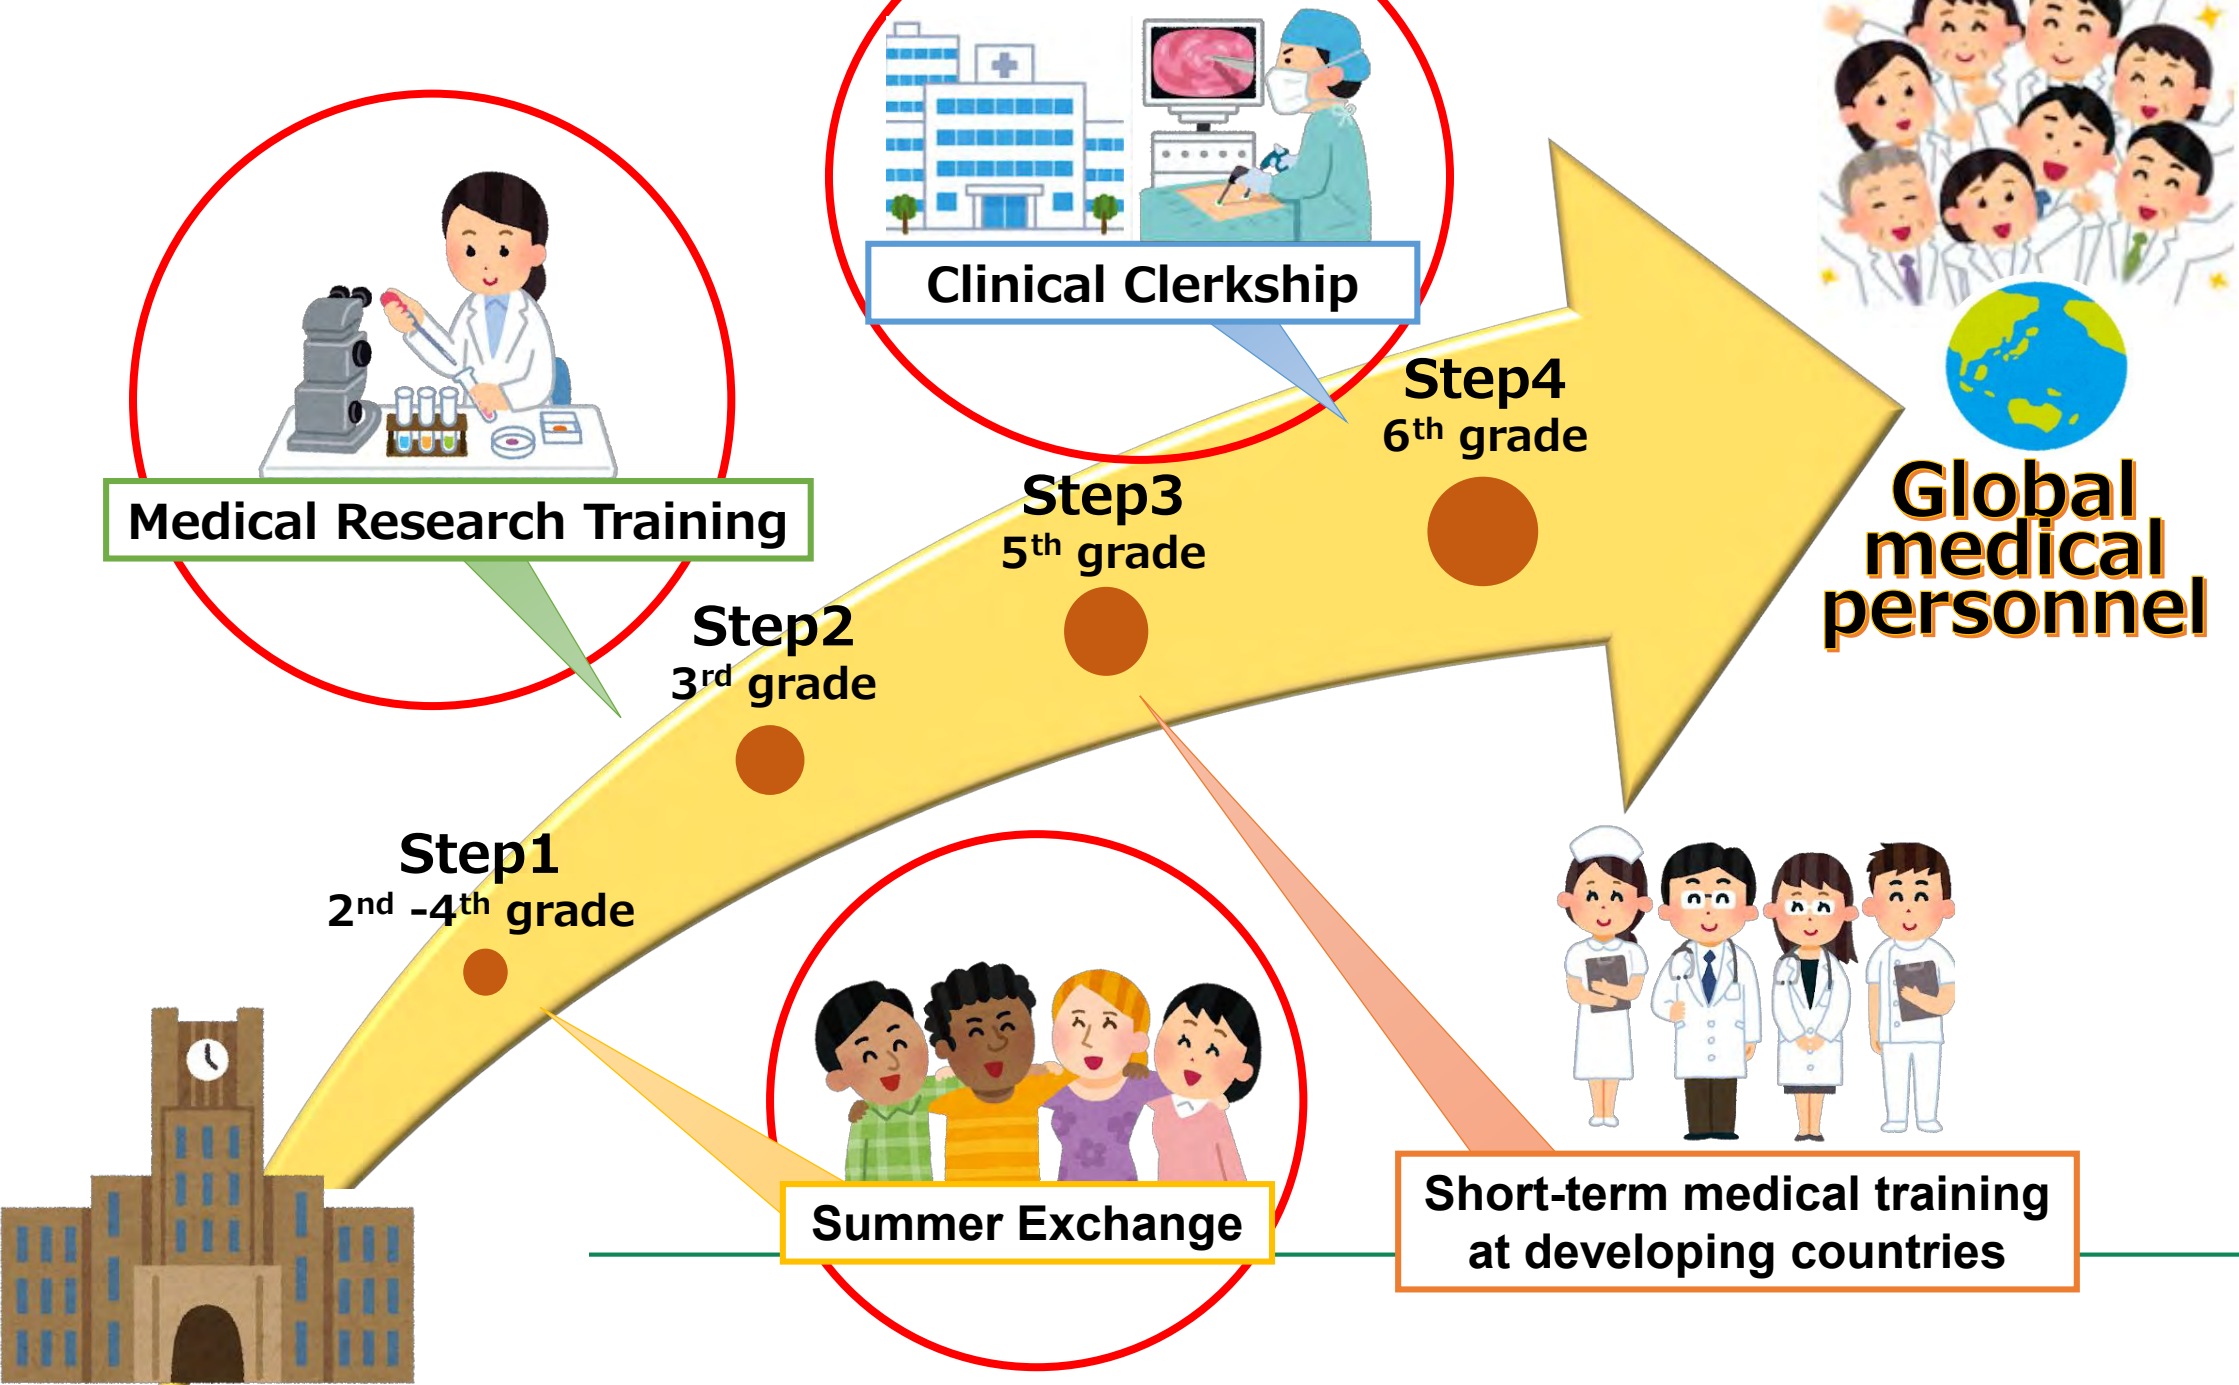 Clinical Clerkship
Medical Research Training
Step4
6th grade
Step3
5th grade
Global
medical
personnel
Step2
3rd grade
Step1
2nd -4th grade
Summer Exchange
Short-term medical training
at developing countries